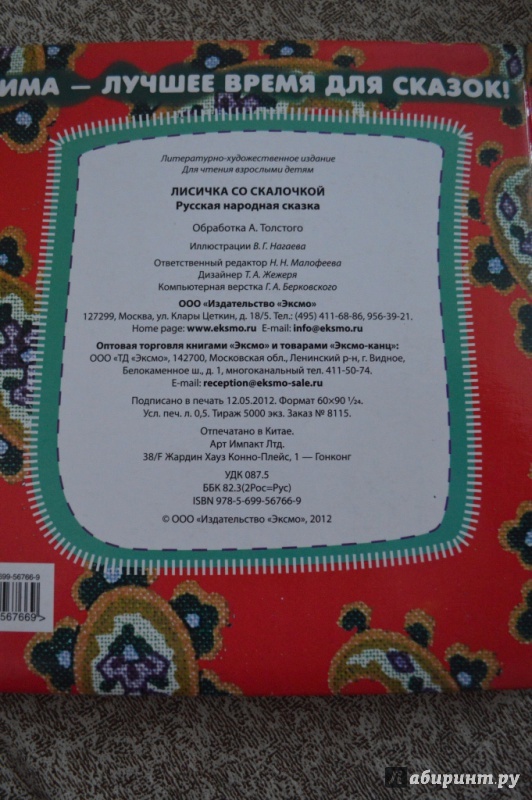 ИМА — ЛУЧШЕЕ ВРЕМЯ ДЛЯ СКАЗОК!
Литературно-художественное издание
Для чтения взрослыми детям
ЛИСИЧКА СО СКАЛОЧКОЙ
Русская народная сказка
Обработка А. Толстого
Иллюстрации В. Г. Нагаева
Ответственный редактор Н. Н. Малофеева
Дизайнер Т. А. Жежеря
Компьютерная верстка Г. А. Берковского
ООО «Издательство «Эксмо»
127299, Москва, ул. Клары Цеткин, д. 18/5. Тел.: (495) 411-68-86, 956-39-21.
Home page: www.eksmo.ru E-mail: info@eksmo.ru
Оптовая торговля книгами «Эксмо» и товарами «Эксмо-канц»:
ООО «ТД «Эксмо», 142700, Московская обл., Ленинский р-н, г. Видное,
Белокаменное ш., д. 1, многоканальный тел. 411-50-74.
E-mail: reception@eksmo-sale.ru
Подписано в печать 12.05.2012. Формат 60×90 1/24.
Усл. печ. л. 0,5. Тираж 5000 экз. Заказ № 8115.
Отпечатано в Китае.
Арт Импакт Лтд.
38/F Жардин Хауз Конно-Плейс, 1 — Гонконг
УДК 087.5
ББК 82.3(2Рос=Рус)
ISBN 978-5-699-56766-9
© ООО «Издательство «Эксмо», 2012
699-56766-9
567669>
Лабиринт.ру